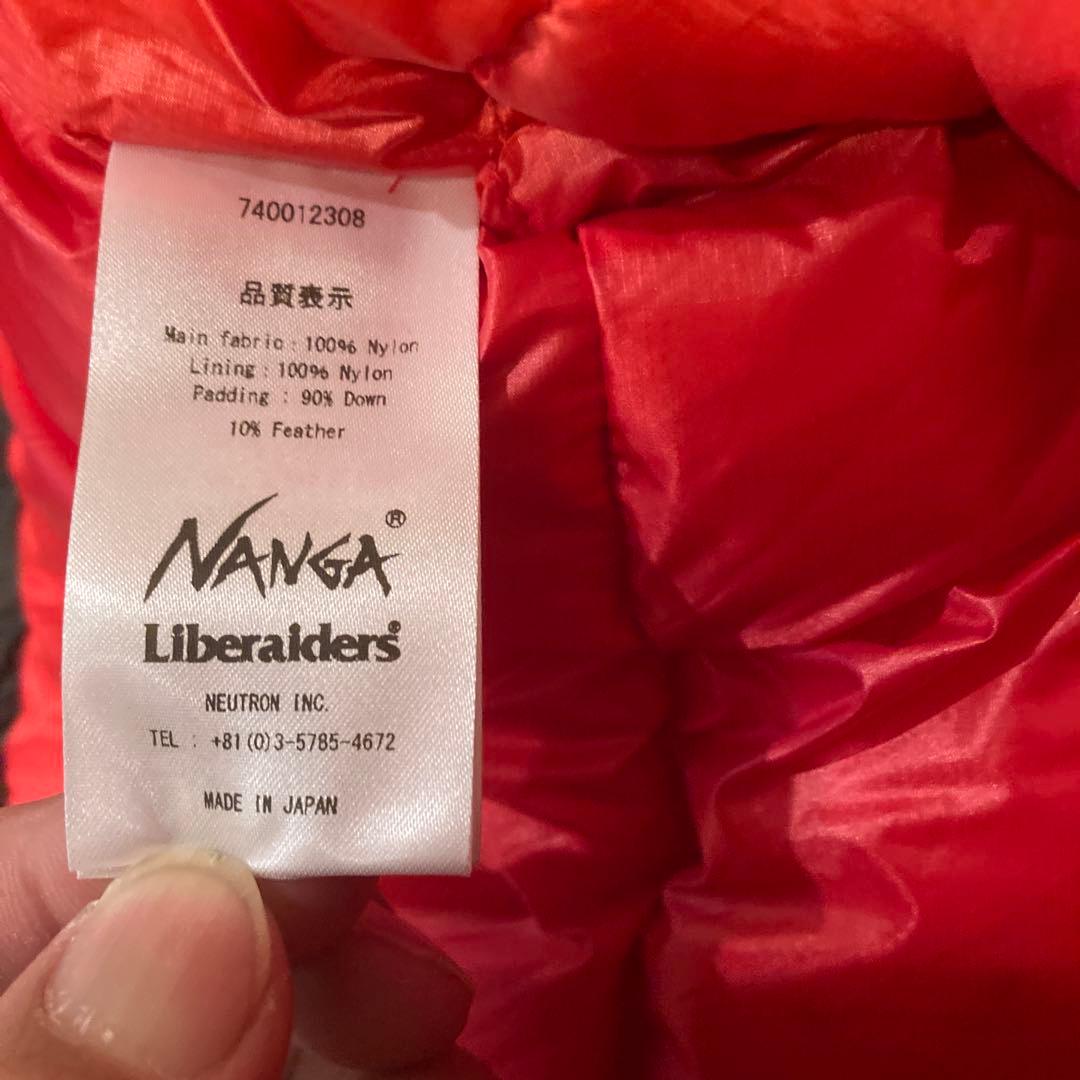 740012308
品質表示
Main fabric : 100% Nylon
Lining : 100% Nylon
Padding : 90% Down
10% Feather
NANGA®
Liberaiders®
NEUTRON INC.
TEL : +81(0)3-5785-4672
MADE IN JAPAN